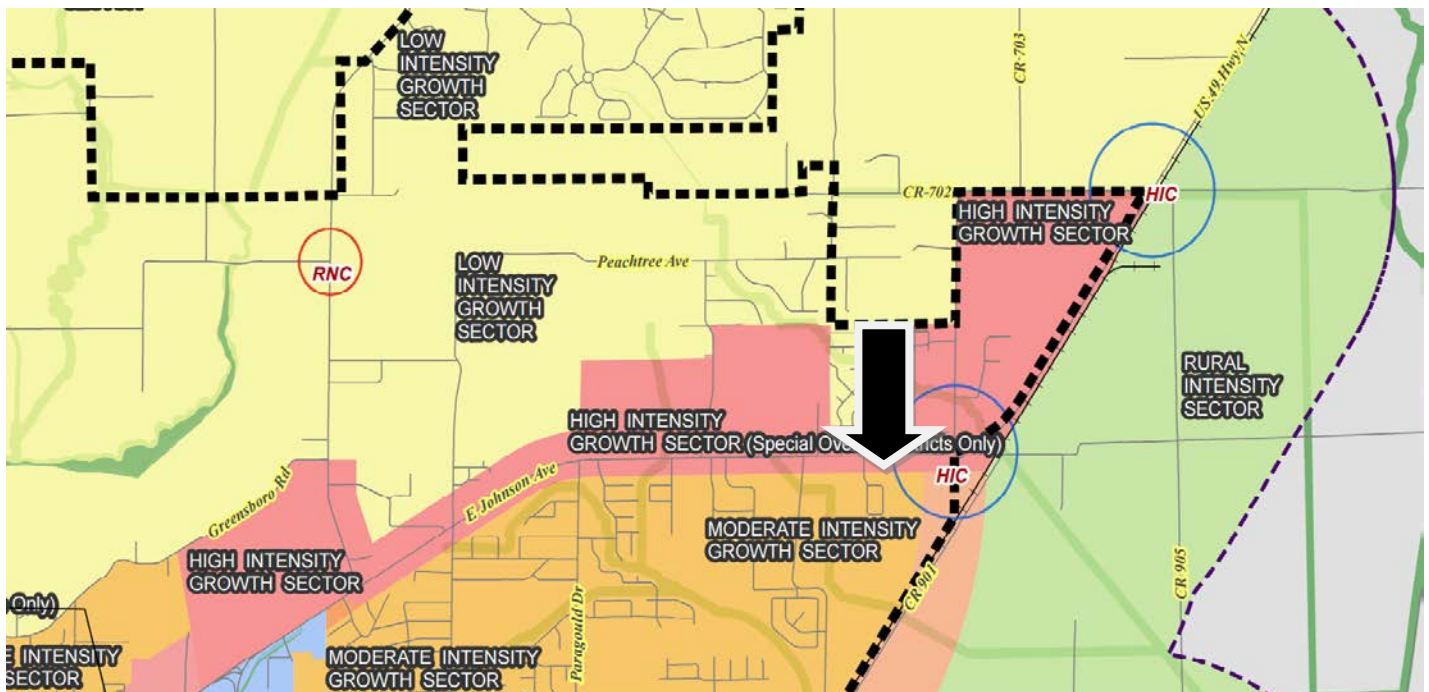 LOW
INTENSITY
GROWTH
SECTOR
CR-703
US 49 Hwy N
CR-702
HIC
HIGH INTENSITY
GROWTH SECTOR
RNC
LOW
INTENSITY
GROWTH
SECTOR
Peachtree Ave
RURAL
INTENSITY
SECTOR
HIGH INTENSITY
GROWTH SECTOR (Special Ove
icts Only)
HIC
Greensboro Rd
E Johnson Ave
MODERATE INTENSITY
GROWTH SECTOR
HIGH INTENSITY
GROWTH SECTOR
CR 901
CR 905
Paragould Dr
Only)
E INTENSITY
SECTOR
MODERATE INTENSITY
GROWTH SECTOR